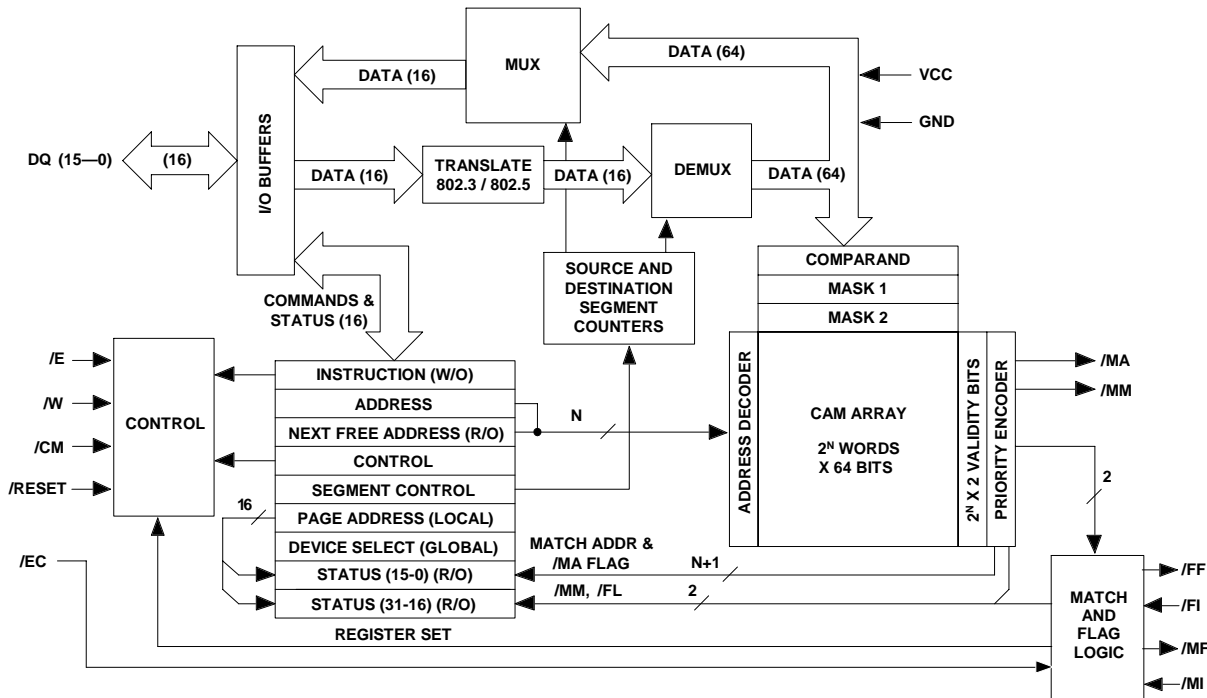 MUX
DATA (64)
DATA (16)
VCC
GND
DQ (15—0)
(16)
I/O BUFFERS
DATA (16)
TRANSLATE
802.3 / 802.5
DATA (16)
DEMUX
DATA (64)
COMMANDS &
STATUS (16)
SOURCE AND
DESTINATION
SEGMENT
COUNTERS
COMPARAND
MASK 1
MASK 2
/E
/W
/CM
/RESET
/EC
CONTROL
INSTRUCTION (W/O)
ADDRESS
NEXT FREE ADDRESS (R/O)
CONTROL
SEGMENT CONTROL
PAGE ADDRESS (LOCAL)
DEVICE SELECT (GLOBAL)
STATUS (15-0) (R/O)
STATUS (31-16) (R/O)
REGISTER SET
16
N
ADDRESS DECODER
CAM ARRAY
2N WORDS
X 64 BITS
2N X 2 VALIDITY BITS
PRIORITY ENCODER
/MA
/MM
2
MATCH ADDR &
/MA FLAG
N+1
/MM, /FL
2
MATCH
AND
FLAG
LOGIC
/FF
/FI
/MF
/MI